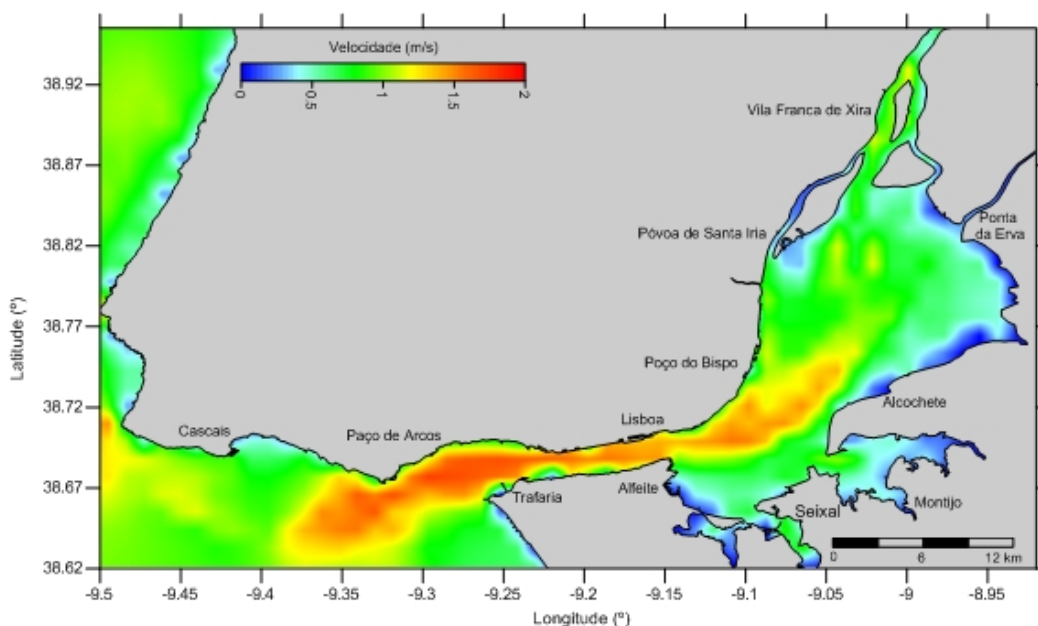 Velocidade (m/s)
0
0.5
1
1.5
2
Latitude (º)
38.92
38.87
38.82
38.77
38.72
38.67
38.62
Vila Franca de Xira
Póvoa de Santa Iria
Ponta
da Erva
Poço do Bispo
Alcochete
Lisboa
Cascais
Paço de Arcos
Trafaria
Alfeite
Seixal
Montijo
0
6
12 km
-9.5
-9.45
-9.4
-9.35
-9.3
-9.25
-9.2
-9.15
-9.1
-9.05
-9
-8.95
Longitude (º)